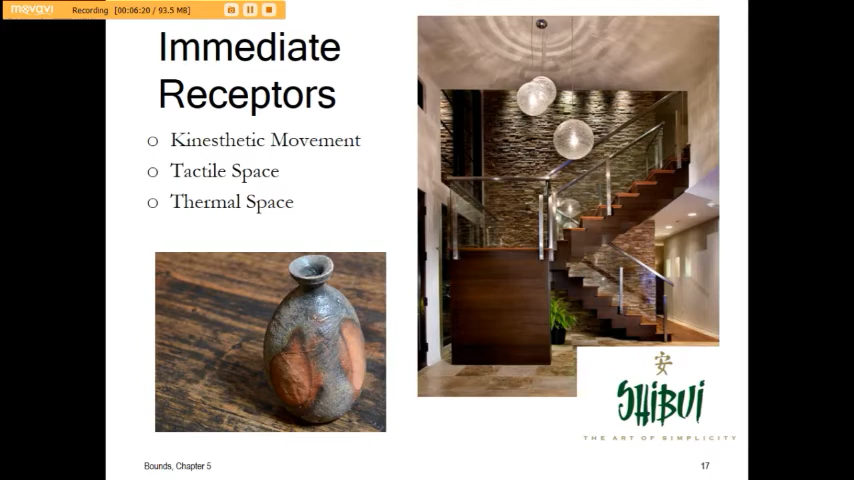 movavi Recording [00:06:20 / 93.5 MB]
Immediate
Receptors
Kinesthetic Movement
Tactile Space
Thermal Space
安
SHiBUi
THE ART OF SIMPLICITY
Bounds, Chapter 5
17